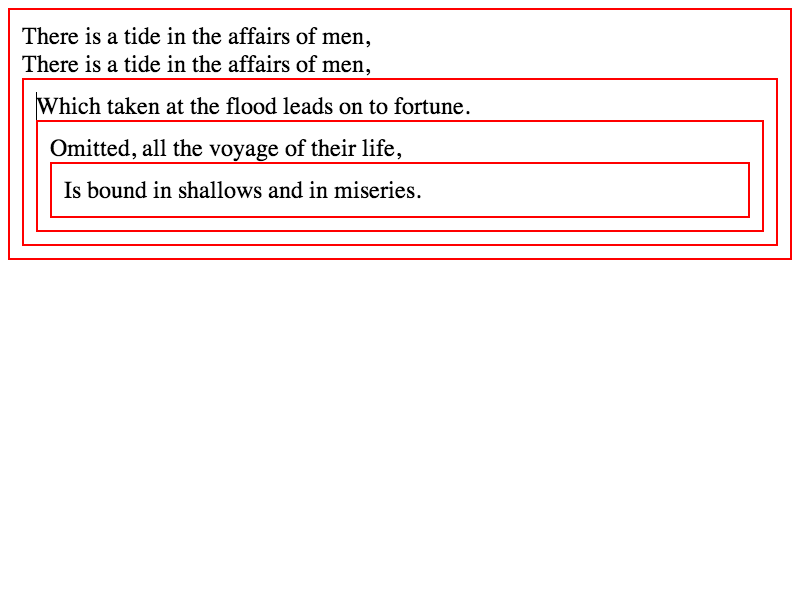 There is a tide in the affairs of men,
There is a tide in the affairs of men,
Which taken at the flood leads on to fortune.
Omitted, all the voyage of their life,
Is bound in shallows and in miseries.